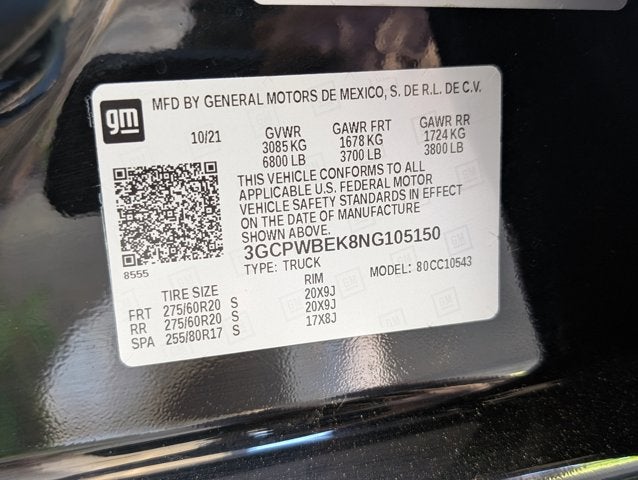 gm
MFD BY GENERAL MOTORS DE MEXICO, S. DE R.L. DE C.V.
10/21 GVWR GAWR FRT GAWR RR
3085 KG 1678 KG 1724 KG
6800 LB 3700 LB 3800 LB
THIS VEHICLE CONFORMS TO ALL
APPLICABLE U.S. FEDERAL MOTOR
VEHICLE SAFETY STANDARDS IN EFFECT
ON THE DATE OF MANUFACTURE
SHOWN ABOVE.
3GCPWBEK8NG105150
8555 TYPE: TRUCK MODEL: 80CC10543
TIRE SIZE RIM
FRT 275/60R20 S 20X9J
RR 275/60R20 S 20X9J
SPA 255/80R17 S 17X8J